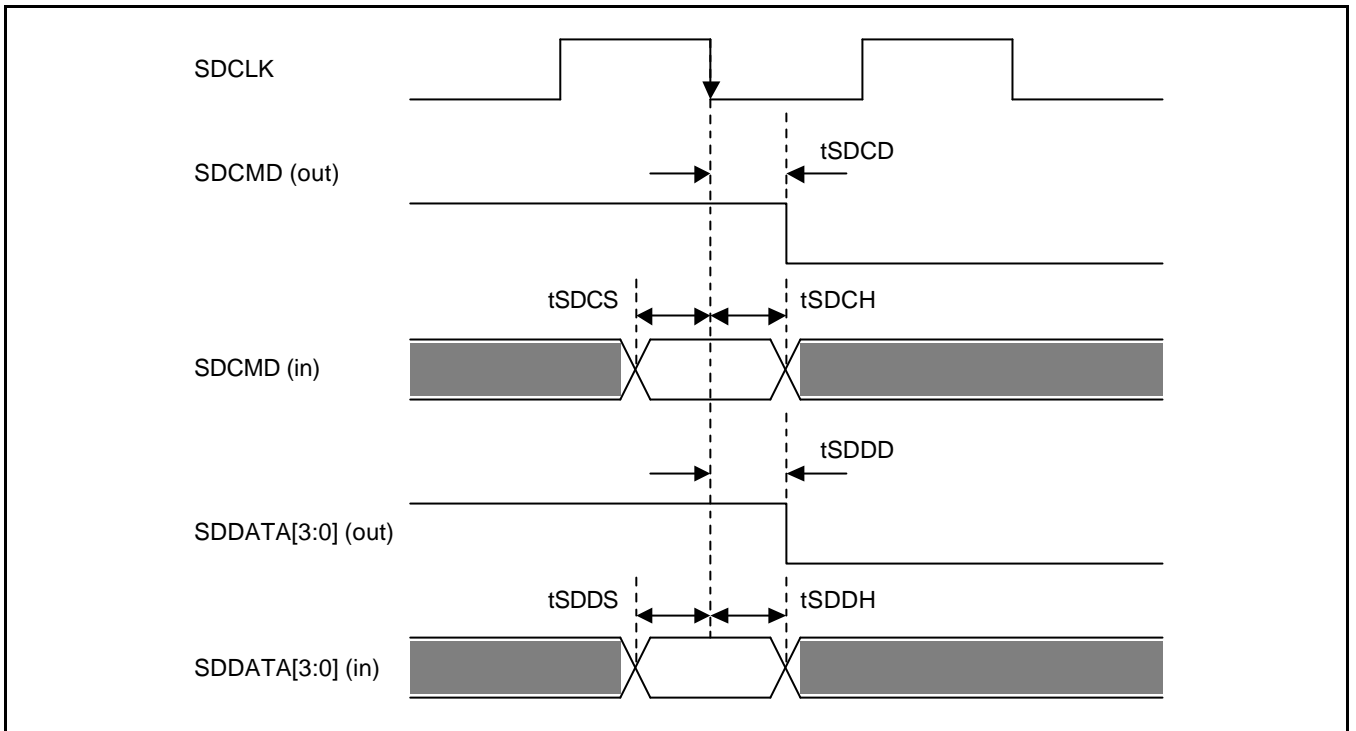 SDCLK
tSDCD
SDCMD (out)
tSDCS
tSDCH
SDCMD (in)
tSDDD
SDDATA[3:0] (out)
tSDDS
tSDDH
SDDATA[3:0] (in)